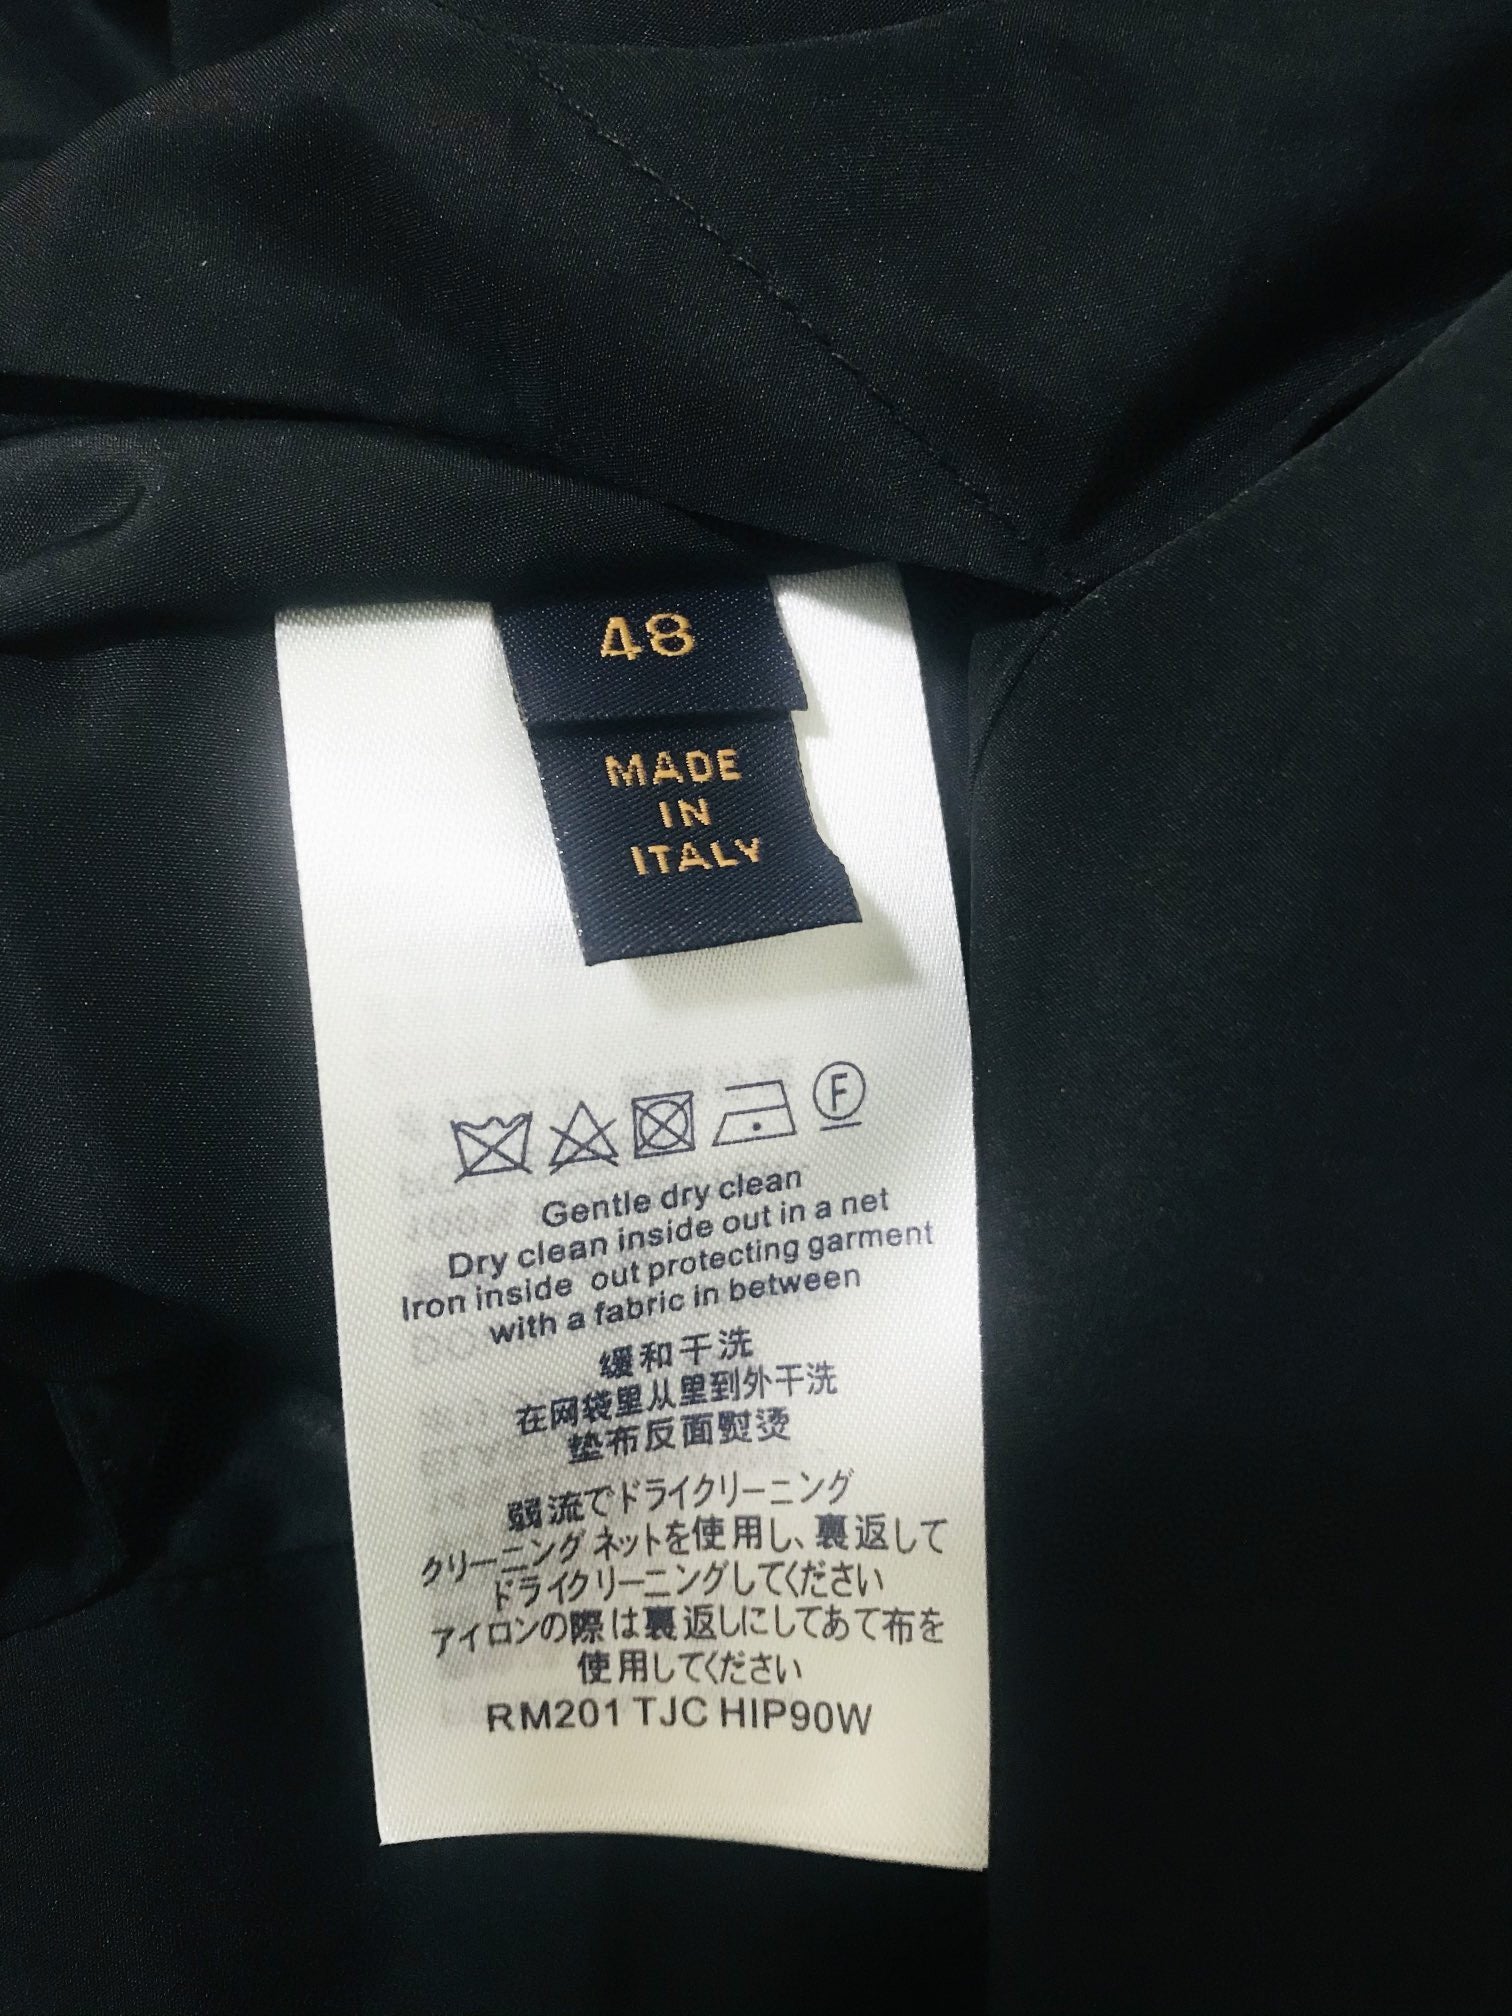 48
MADE
IN
ITALY
F
Gentle dry clean
Dry clean inside out in a net
Iron inside out protecting garment
with a fabric in between
缓和干洗
在网袋里从里到外干洗
垫布反面熨烫
弱流でドライクリーニング
クリーニングネットを使用し、裏返して
ドライクリーニングしてください
アイロンの際は裏返しにしてあて布を
使用してください
RM201 TJC HIP90W